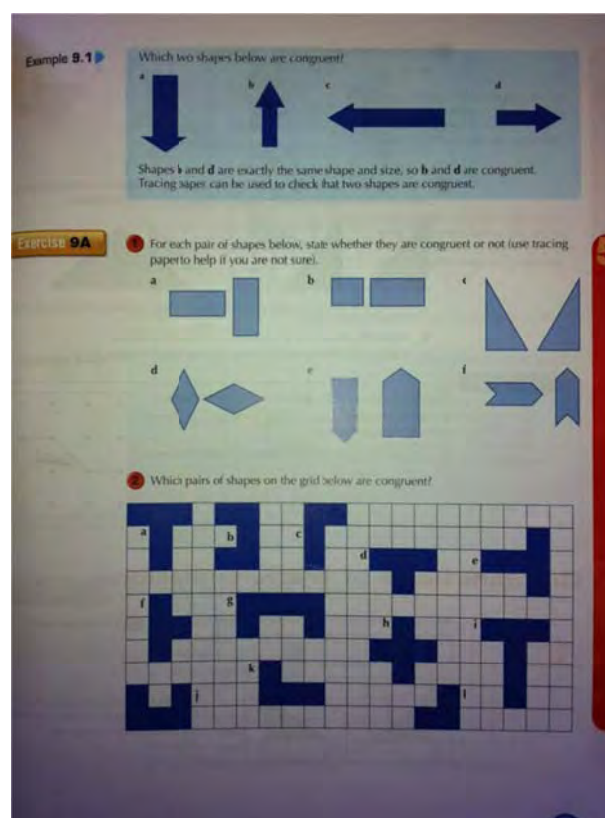 Example 9.1
Which two shapes below are congruent?
a
b
c
d
Shapes b and d are exactly the same shape and size, so b and d are congruent.
Tracing paper can be used to check that two shapes are congruent.
Exercise 9A
1 For each pair of shapes below, state whether they are congruent or not (use tracing
paper to help if you are not sure).
a
b
c
d
e
f
2 Which pairs of shapes on the grid below are congruent?
a
b
c
d
e
f
g
h
i
k
j
l